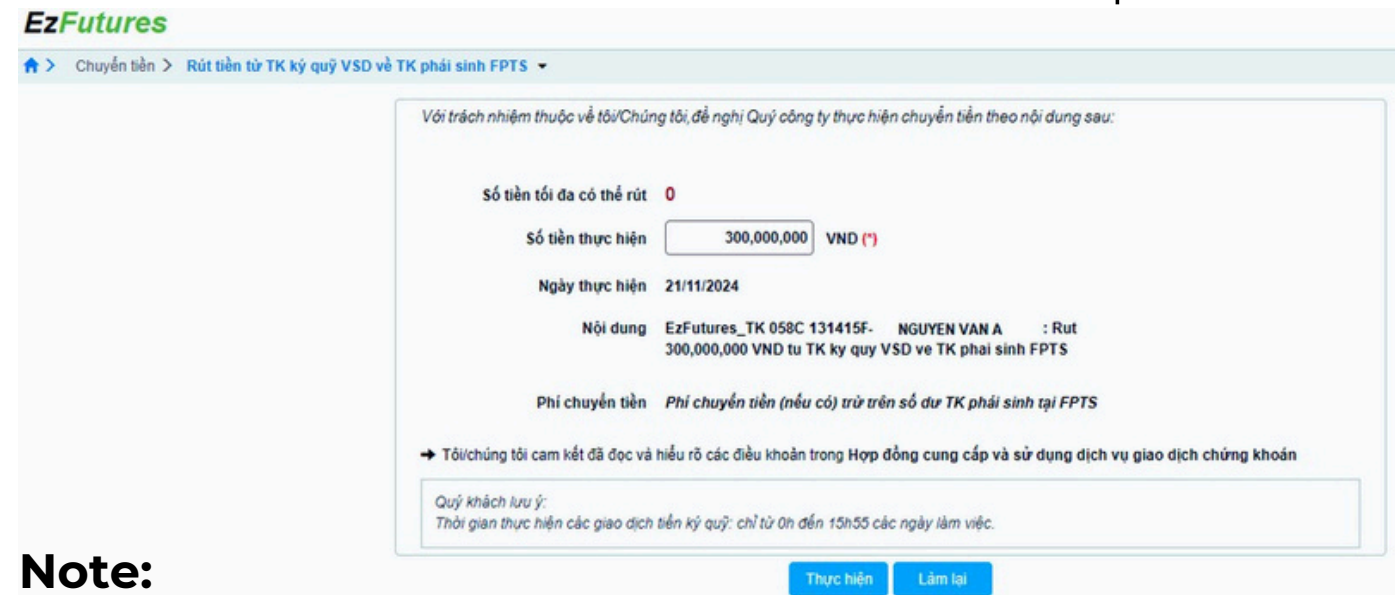 EzFutures
Chuyển tiền > Rút tiền từ TK ký quỹ VSD về TK phái sinh FPTS
Với trách nhiệm thuộc về tôi/Chúng tôi, đề nghị Quý công ty thực hiện chuyển tiền theo nội dung sau:
Số tiền tối đa có thể rút 0
Số tiền thực hiện 300,000,000 VND (*)
Ngày thực hiện 21/11/2024
Nội dung EzFutures_TK 058C 131415F- NGUYEN VAN A : Rut
300,000,000 VND tu TK ky quy VSD ve TK phai sinh FPTS
Phí chuyển tiền Phí chuyển tiền (nếu có) trừ trên số dư TK phái sinh tại FPTS
➔ Tôi/chúng tôi cam kết đã đọc và hiểu rõ các điều khoản trong Hợp đồng cung cấp và sử dụng dịch vụ giao dịch chứng khoán
Quý khách lưu ý:
Thời gian thực hiện các giao dịch tiền ký quỹ: chỉ từ 0h đến 15h55 các ngày làm việc.
Thực hiện Làm lại
Note: